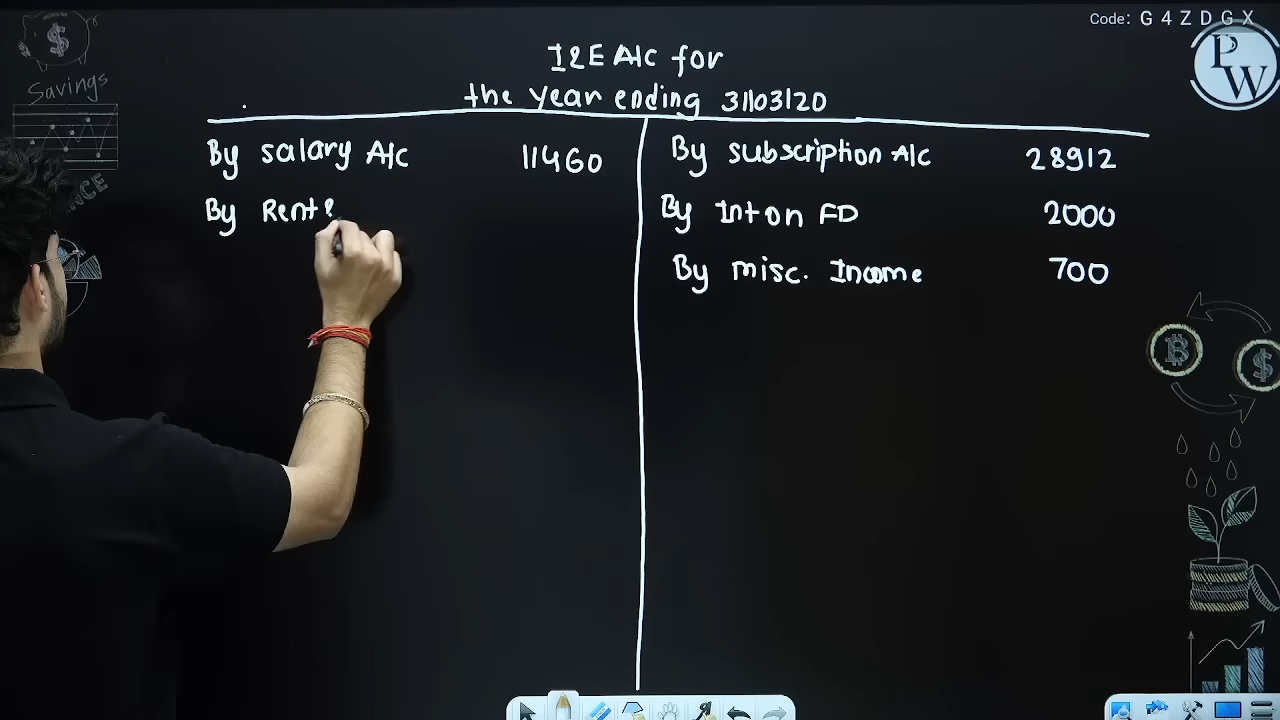 Code: G 4 Z D G X
PW
Savings
I&E A/C for
the year ending 31/03/20
By salary A/C 11460
By Rent &
By subscription A/c 28912
By Int on FD 2000
By misc. Income 700